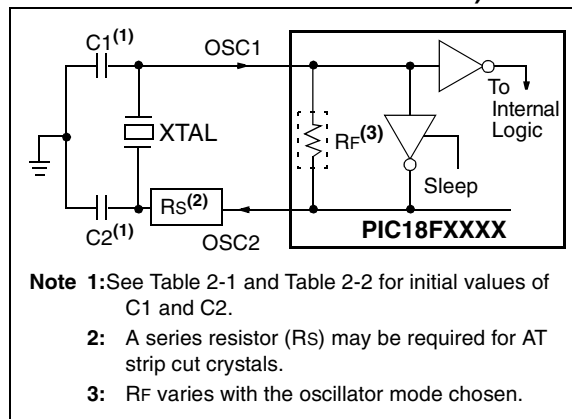 C1(1)
OSC1
To
Internal
Logic
XTAL
RF(3)
Sleep
RS(2)
C2(1)
OSC2
PIC18FXXXX
Note 1:See Table 2-1 and Table 2-2 for initial values of
C1 and C2.
2: A series resistor (RS) may be required for AT
strip cut crystals.
3: RF varies with the oscillator mode chosen.